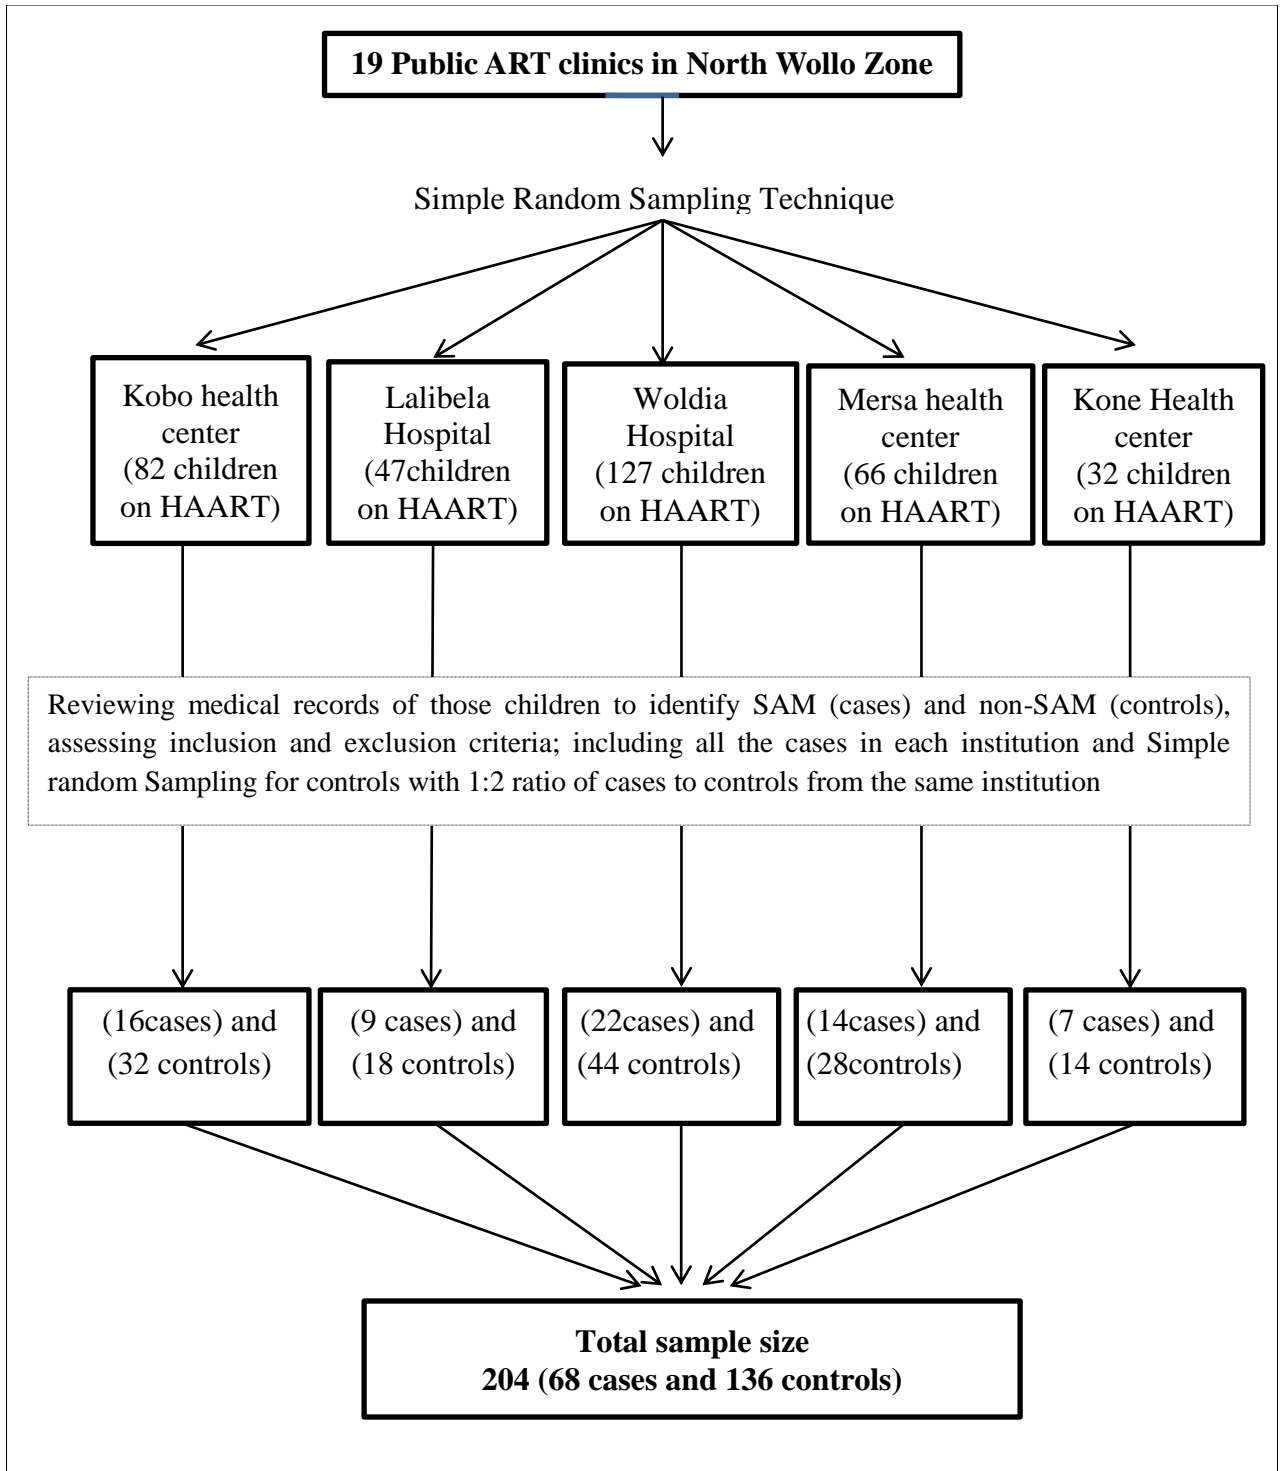 19 Public ART clinics in North Wollo Zone
Simple Random Sampling Technique
Kobo health
center
(82 children
on HAART)
Lalibela
Hospital
(47children
on HAART)
Woldia
Hospital
(127 children
on HAART)
Mersa health
center
(66 children
on HAART)
Kone Health
center
(32 children
on HAART)
Reviewing medical records of those children to identify SAM (cases) and non-SAM (controls),
assessing inclusion and exclusion criteria; including all the cases in each institution and Simple
random Sampling for controls with 1:2 ratio of cases to controls from the same institution
(16cases) and
(32 controls)
(9 cases) and
(18 controls)
(22cases) and
(44 controls)
(14cases) and
(28controls)
(7 cases) and
(14 controls)
Total sample size
204 (68 cases and 136 controls)